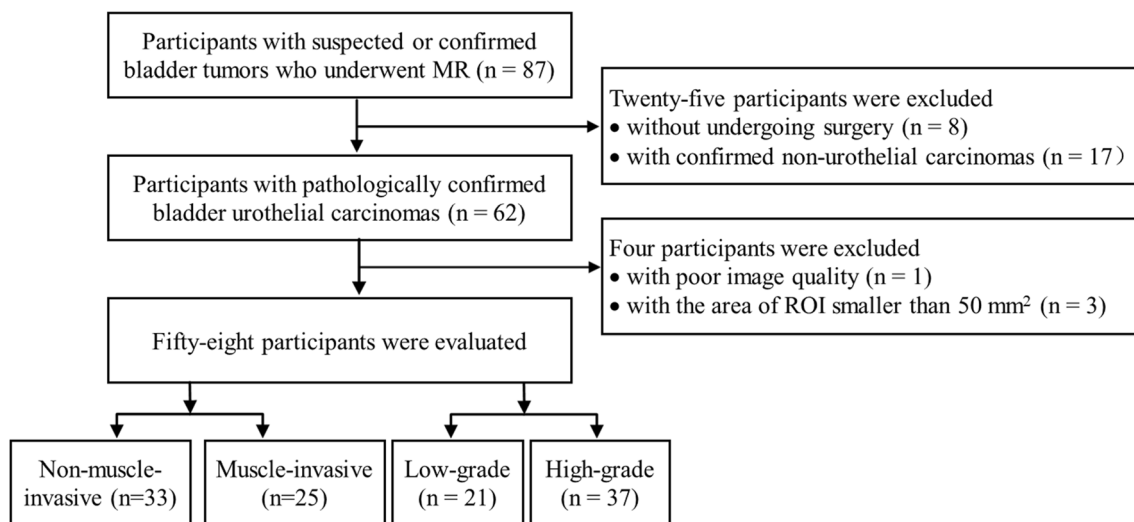 Participants with suspected or confirmed
bladder tumors who underwent MR (n = 87)
Twenty-five participants were excluded
• without undergoing surgery (n = 8)
• with confirmed non-urothelial carcinomas (n = 17）
Participants with pathologically confirmed
bladder urothelial carcinomas (n = 62)
Four participants were excluded
• with poor image quality (n = 1)
• with the area of ROI smaller than 50 mm² (n = 3)
Fifty-eight participants were evaluated
Non-muscle-
invasive (n=33)
Muscle-invasive
(n=25)
Low-grade
(n = 21)
High-grade
(n = 37)